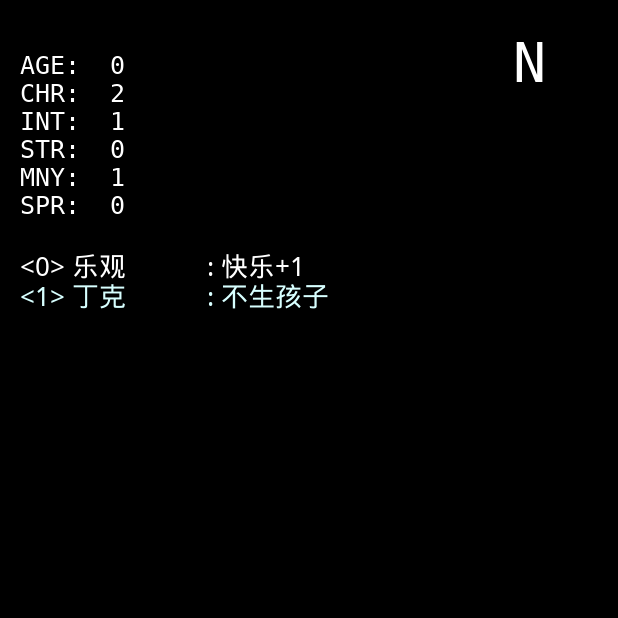 N
AGE: 0
CHR: 2
INT: 1
STR: 0
MNY: 1
SPR: 0
<0> 乐观 : 快乐+1
<1> 丁克 : 不生孩子